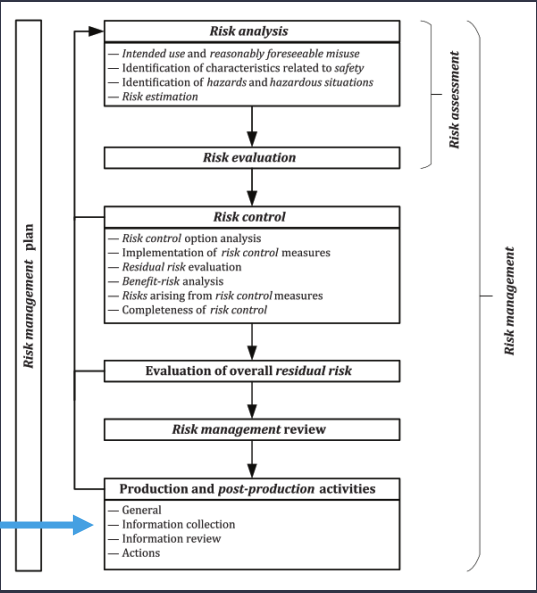 Risk management plan
Risk analysis
— Intended use and reasonably foreseeable misuse
— Identification of characteristics related to safety
— Identification of hazards and hazardous situations
— Risk estimation
Risk evaluation
Risk control
— Risk control option analysis
— Implementation of risk control measures
— Residual risk evaluation
— Benefit-risk analysis
— Risks arising from risk control measures
— Completeness of risk control
Evaluation of overall residual risk
Risk management review
Production and post-production activities
— General
— Information collection
— Information review
— Actions
Risk assessment
Risk management